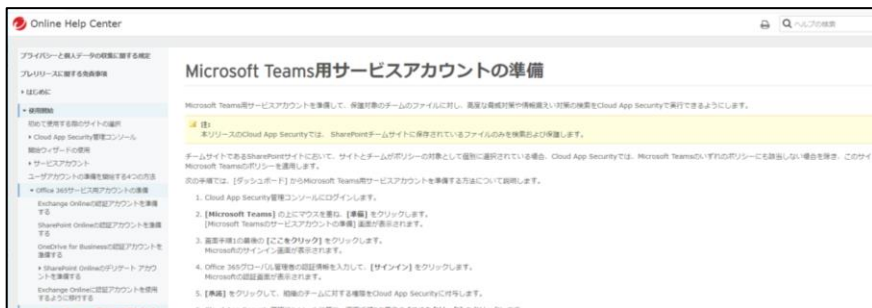 Online Help Center
ヘルプの検索
プライバシーと個人データの収集に関する規定
プレリリースに関する免責事項
はじめに
使用開始
初めて使用する際のサイトの選択
Cloud App Security管理コンソール
開始ウィザードの使用
サービスアカウント
ユーザアカウントの準備を開始する4つの方法
Office 365サービス用アカウントの準備
Exchange Onlineの認証アカウントを準備
する
SharePoint Onlineの認証アカウントを準備
する
OneDrive for Businessの認証アカウントを
準備する
SharePoint Onlineのデリゲート アカウ
ントを準備する
Exchange Onlineに認証アカウントを使用
するように移行する
Microsoft Teams用サービスアカウントの準備
Microsoft Teams用サービスアカウントを準備して、保護対象のチームのファイルに対し、高度な脅威対策や情報漏えい対策の検索をCloud App Securityで実行できるようにします。
注:
本リリースのCloud App Securityでは、 SharePointチームサイトに保存されているファイルのみを検索および保護します。
チームサイトであるSharePointサイトにおいて、サイトとチームがポリシーの対象として個別に選択されている場合、Cloud App Securityでは、Microsoft Teamsのいずれのポリシーにも該当しない場合を除き、このサイ
Microsoft Teamsのポリシーを適用します。
次の手順では、[ダッシュボード] からMicrosoft Teams用サービスアカウントを準備する方法について説明します。
1. Cloud App Security管理コンソールにログインします。
2. [Microsoft Teams] の上にマウスを重ね、[準備] をクリックします。
[Microsoft Teamsのサービスアカウントの準備] 画面が表示されます。
3. 画面手順1の最後の [ここをクリック] をクリックします。
Microsoftのサインイン画面が表示されます。
4. Office 365グローバル管理者の認証情報を入力して、[サインイン] をクリックします。
Microsoftの認証画面が表示されます。
5. [承諾] をクリックして、組織のチームに対する権限をCloud App Securityに付与します。